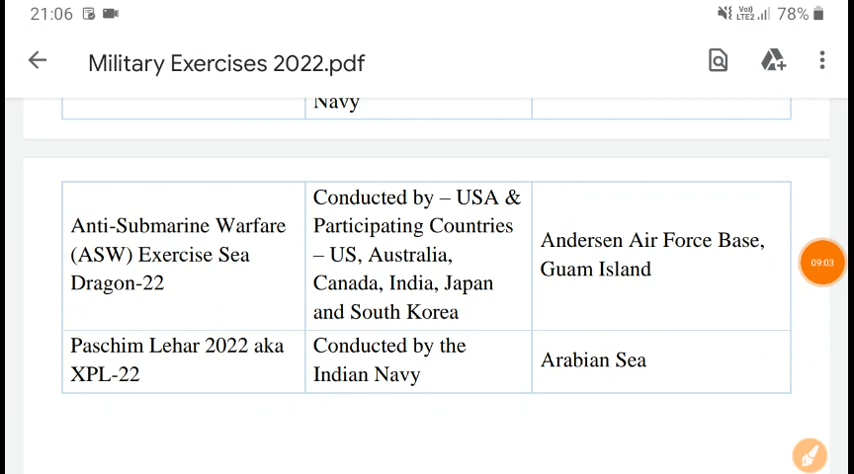 21:06
Vo)) LTE2 78%
Military Exercises 2022.pdf
Navy
Anti-Submarine Warfare
(ASW) Exercise Sea
Dragon-22
Conducted by – USA &
Participating Countries
– US, Australia,
Canada, India, Japan
and South Korea
Andersen Air Force Base,
Guam Island
09:03
Paschim Lehar 2022 aka
XPL-22
Conducted by the
Indian Navy
Arabian Sea